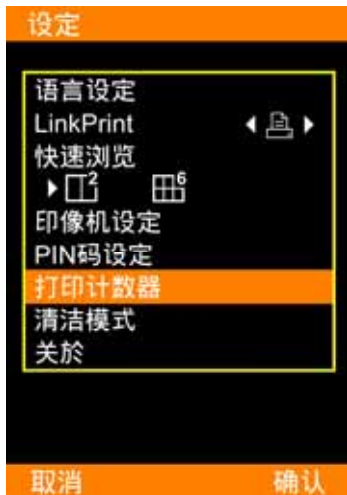 设定
语言设定
LinkPrint
快速浏览
2 6
印像机设定
PIN码设定
打印计数器
清洁模式
关於
取消 确认